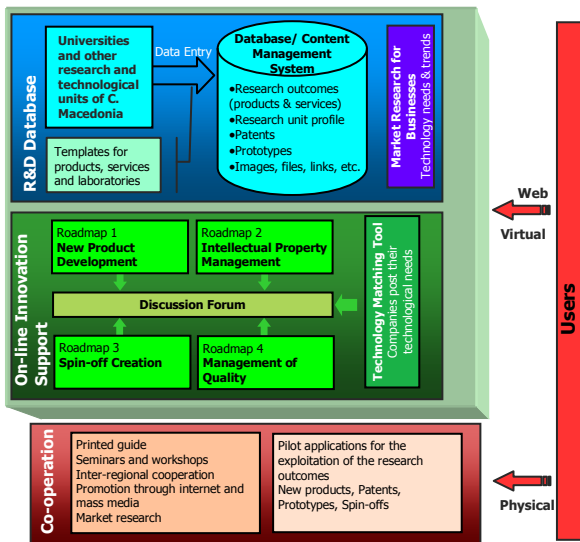 R&D Database
Universities
and other
research and
technological
units of C.
Macedonia
Data Entry
Database/ Content
Management
System
•Research outcomes
(products & services)
•Research unit profile
•Patents
•Prototypes
•Images, files, links, etc.
Market Research for
Businesses
Technology needs & trends
Templates for
products, services
and laboratories
On-line Innovation
Support
Roadmap 1
New Product
Development
Roadmap 2
Intellectual Property
Management
Discussion Forum
Roadmap 3
Spin-off Creation
Roadmap 4
Management of
Quality
Technology Matching Tool
Companies post their
technological needs
Web
Virtual
Users
Co-operation
Printed guide
Seminars and workshops
Inter-regional cooperation
Promotion through internet and
mass media
Market research
Pilot applications for the
exploitation of the research
outcomes
New products, Patents,
Prototypes, Spin-offs
Physical